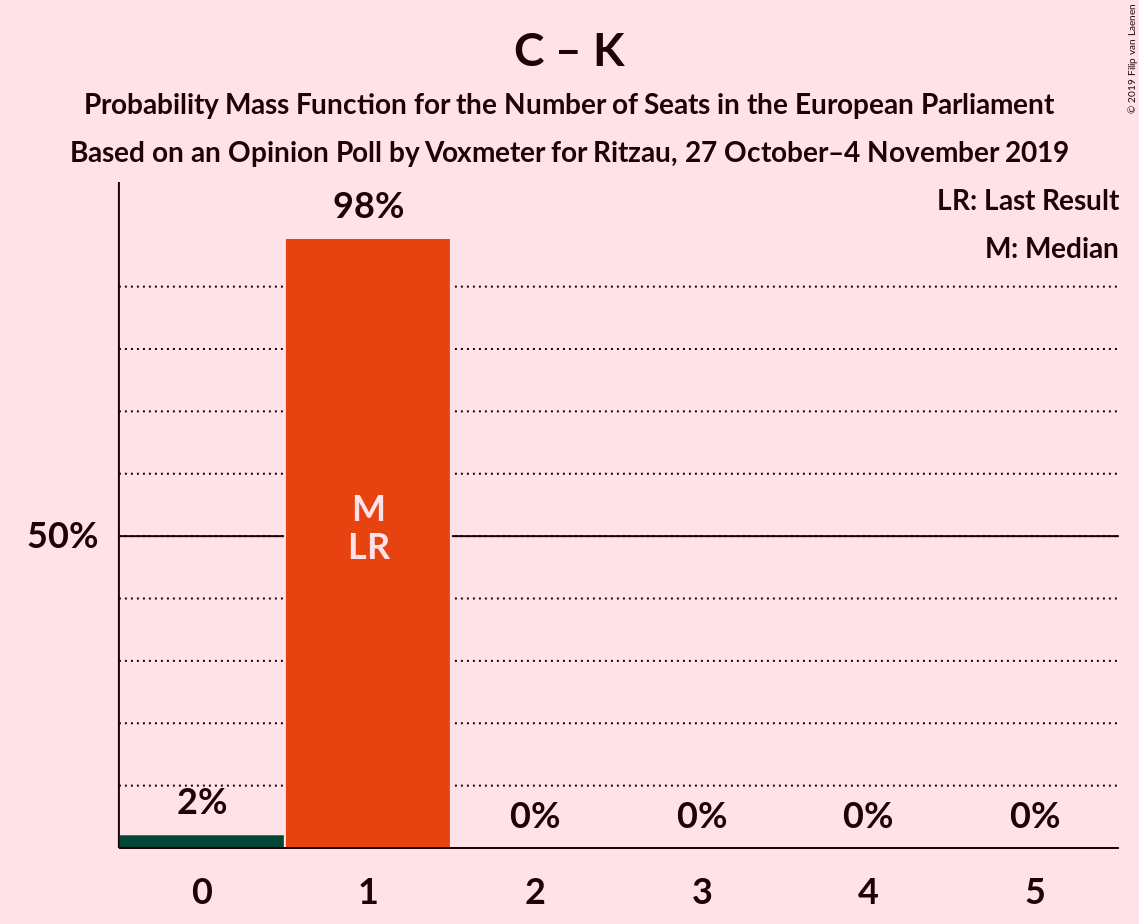 C – K
Probability Mass Function for the Number of Seats in the European Parliament
Based on an Opinion Poll by Voxmeter for Ritzau, 27 October–4 November 2019
© 2019 Filip van Laenen
LR: Last Result
M: Median
98%
50%
M
LR
2%
0%
0%
0%
0%
0
1
2
3
4
5